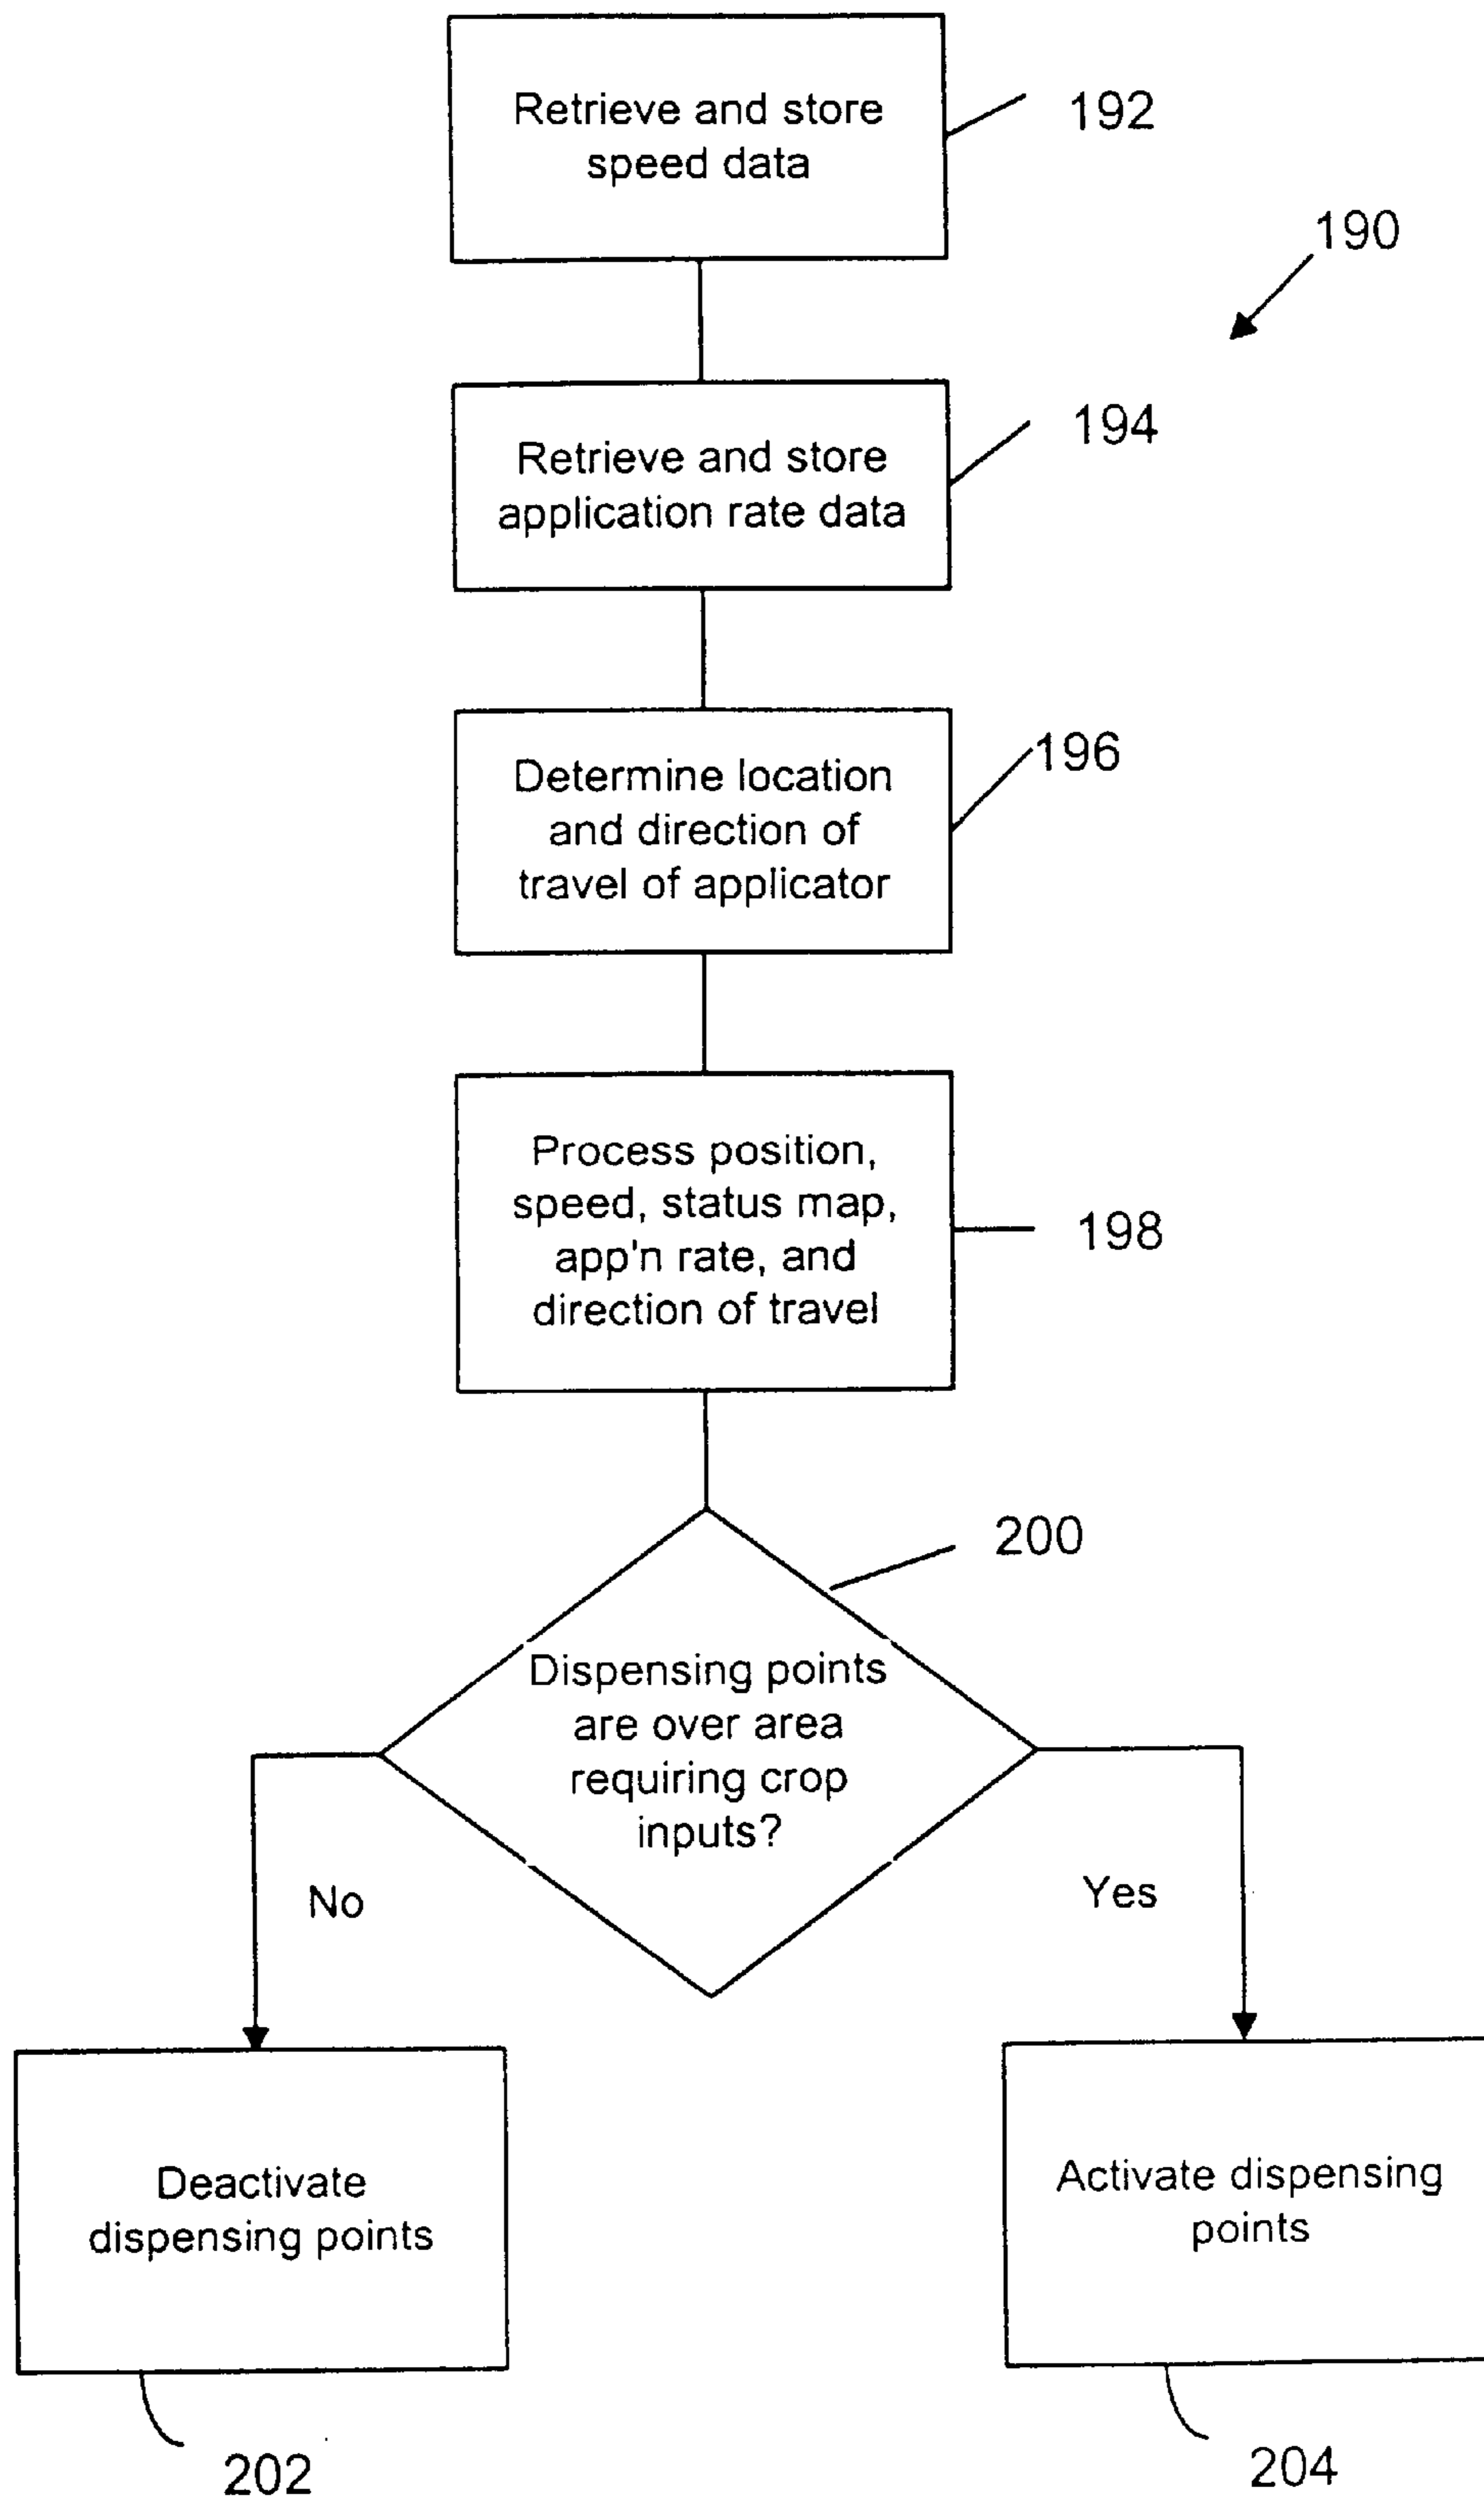 Retrieve and store
speed data
192
190
Retrieve and store
application rate data
194
Determine location
and direction of
travel of applicator
196
Process position,
speed, status map,
app'n rate, and
direction of travel
198
200
Dispensing points
are over area
requiring crop
inputs?
No
Yes
Deactivate
dispensing points
Activate dispensing
points
202
204